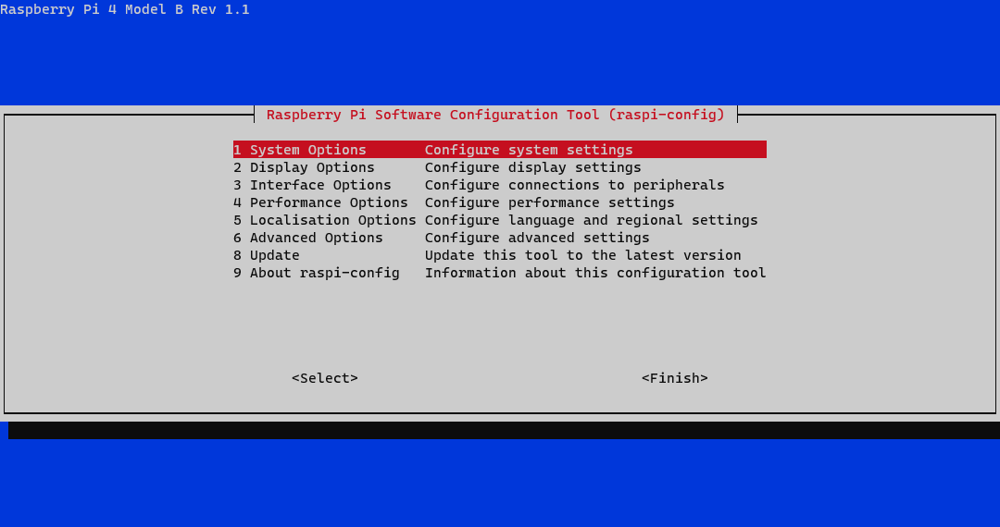 Raspberry Pi 4 Model B Rev 1.1
Raspberry Pi Software Configuration Tool (raspi-config)
1 System Options Configure system settings
2 Display Options Configure display settings
3 Interface Options Configure connections to peripherals
4 Performance Options Configure performance settings
5 Localisation Options Configure language and regional settings
6 Advanced Options Configure advanced settings
8 Update Update this tool to the latest version
9 About raspi-config Information about this configuration tool
<Select> <Finish>